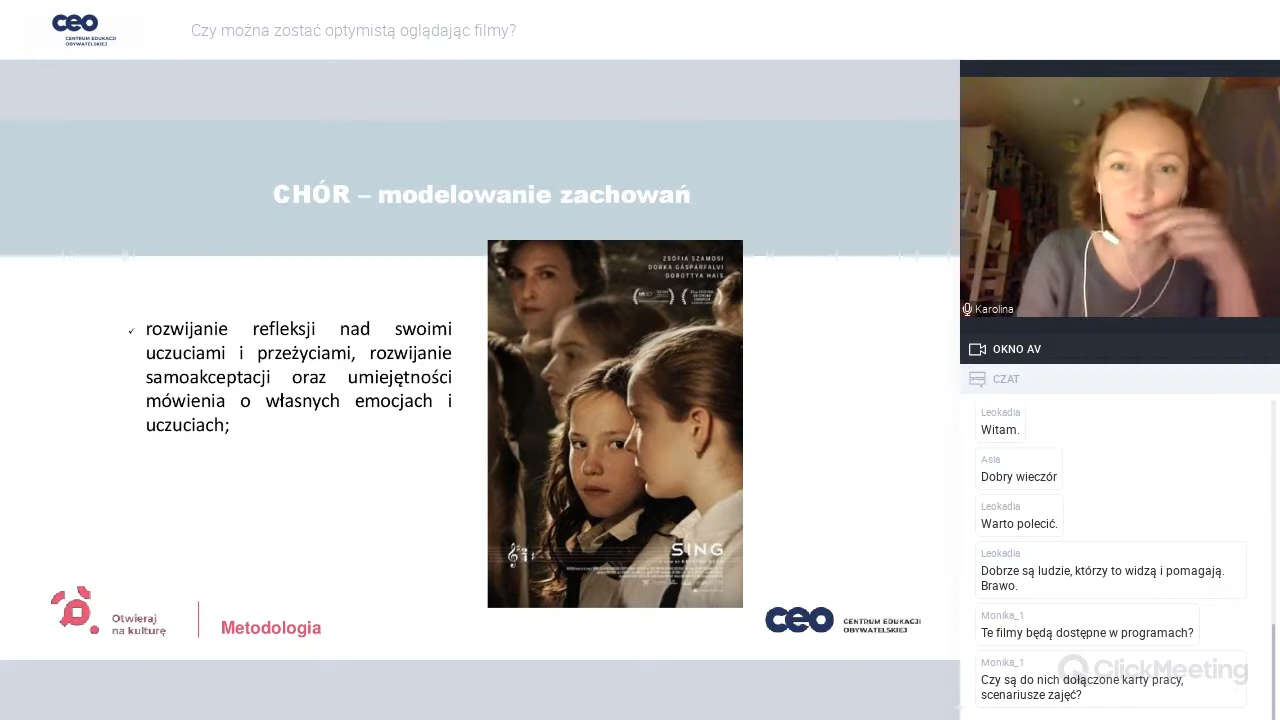 ceo
CENTRUM EDUKACJI
OBYWATELSKIEJ
Czy można zostać optymistą oglądając filmy?
CHÓR – modelowanie zachowań
✓ rozwijanie refleksji nad swoimi
uczuciami i przeżyciami, rozwijanie
samoakceptacji oraz umiejętności
mówienia o własnych emocjach i
uczuciach;
ZSÓFIA SZAMOSI
DORKA GÁSPÁRFALVI
DOROTTYA HAIS
SING
Otwieraj
na kulturę
Metodologia
ceo
CENTRUM EDUKACJI
OBYWATELSKIEJ
Karolina
OKNO AV
CZAT
Leokadia
Witam.
Asia
Dobry wieczór
Leokadia
Warto polecić.
Leokadia
Dobrze są ludzie, którzy to widzą i pomagają.
Brawo.
Monika_1
Te filmy będą dostępne w programach?
Monika_1
ClickMeeting
Czy są do nich dołączone karty pracy,
scenariusze zajęć?